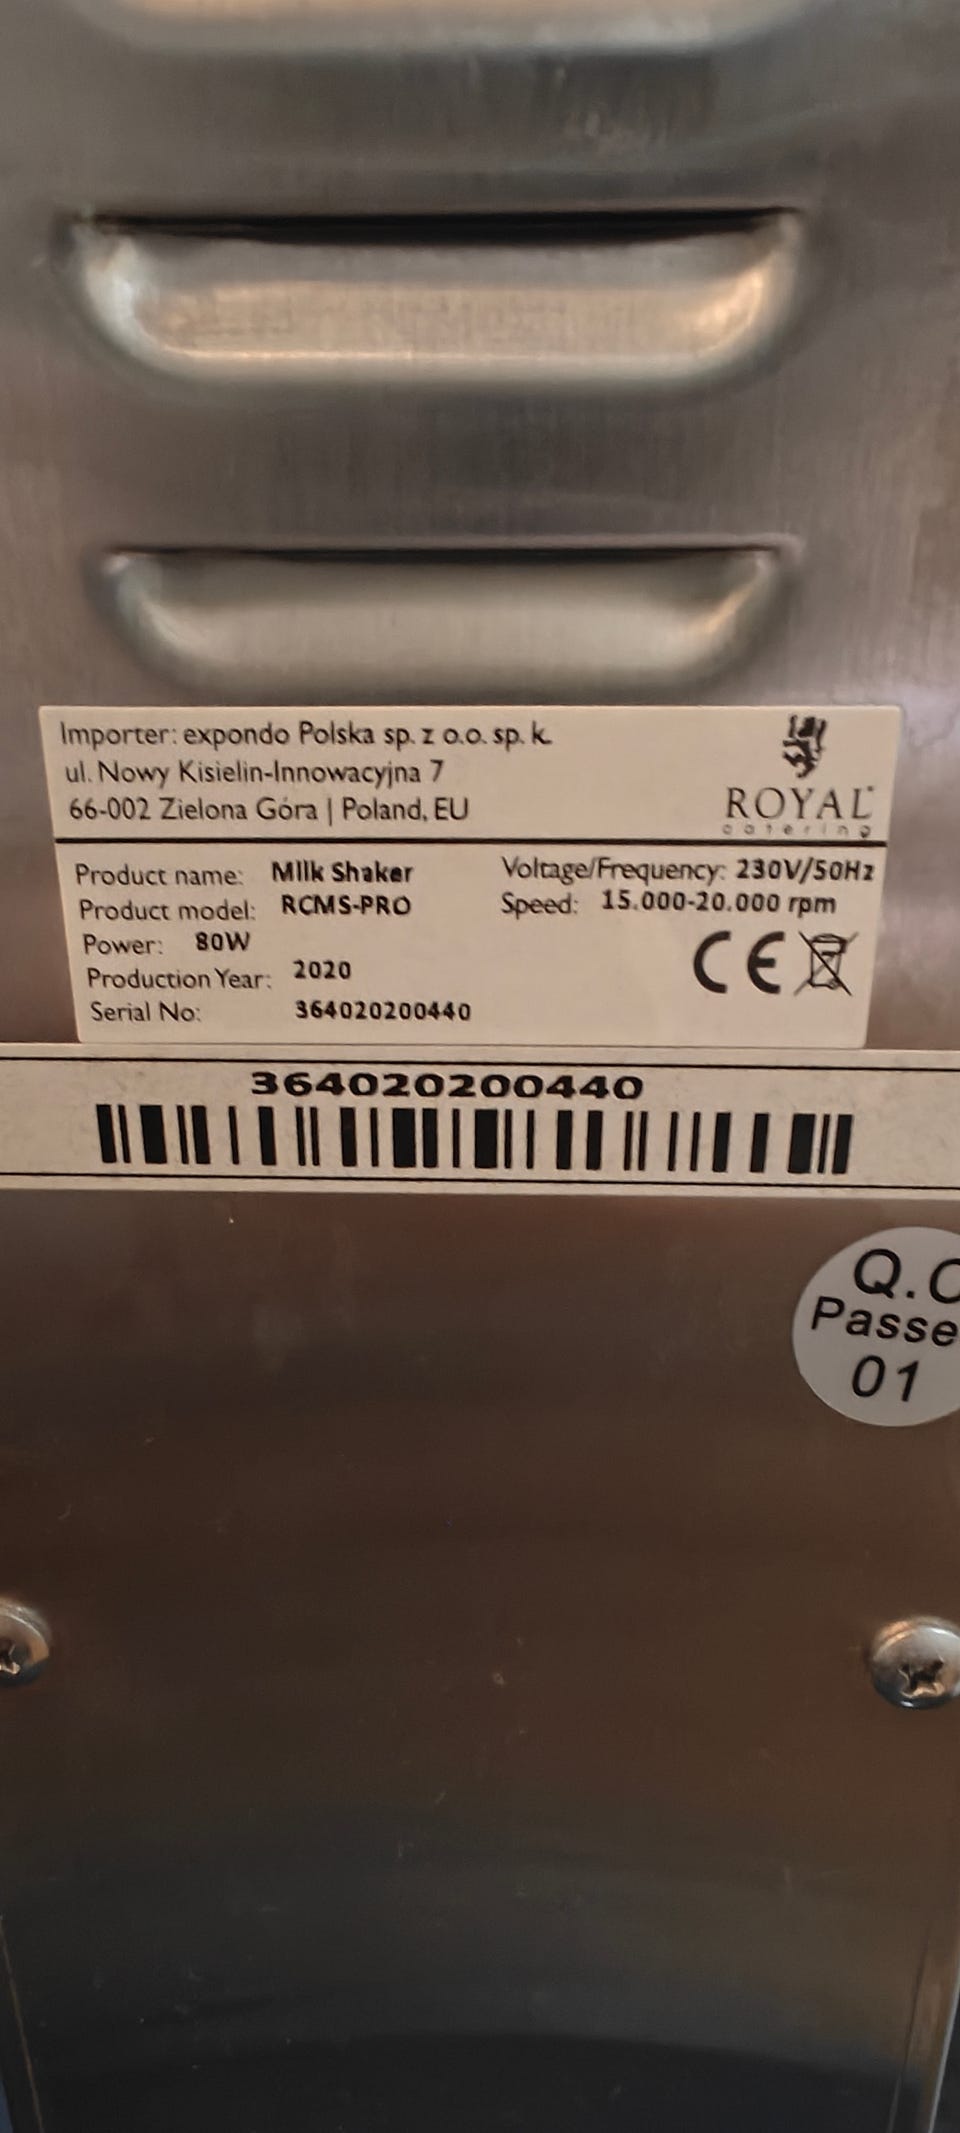 Importer: expondo Polska sp. z o.o. sp. k.
ul. Nowy Kisielin-Innowacyjna 7
66-002 Zielona Góra | Poland, EU
ROYAL
catering
Product name: Milk Shaker
Product model: RCMS-PRO
Power: 80W
Production Year: 2020
Serial No: 364020200440
Voltage/Frequency: 230V/50Hz
Speed: 15.000-20.000 rpm
CE
364020200440
Q.C
Passe
01